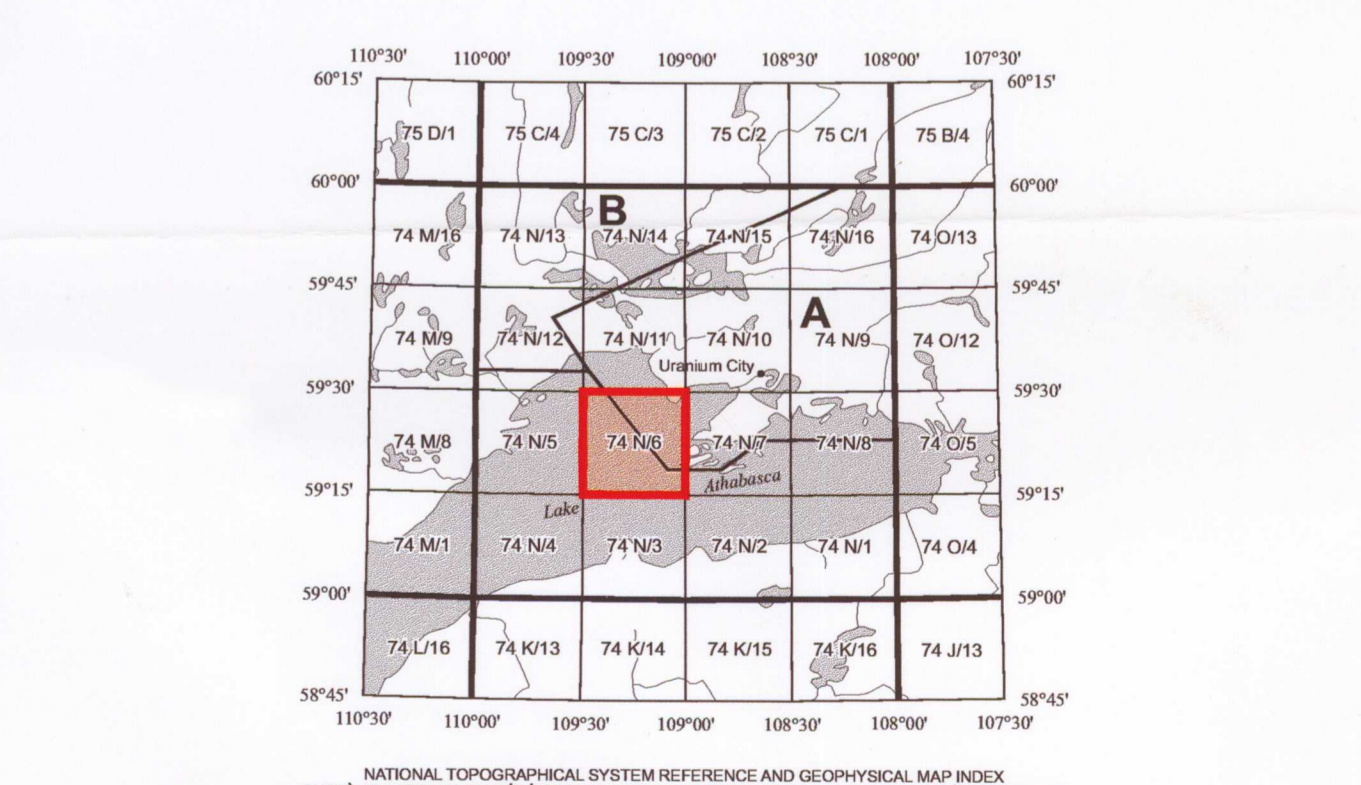 110°30' 110°00' 109°30' 109°00' 108°30' 108°00' 107°30'
60°15' 60°15'
75 D/1 75 C/4 75 C/3 75 C/2 75 C/1 75 B/4
60°00' 60°00'
B
74 M/16 74 N/13 74 N/14 74 N/15 74 N/16 74 O/13
59°45' 59°45'
A
74 M/9 74 N/12 74 N/11 74 N/10 74 N/9 74 O/12
Uranium City
59°30' 59°30'
74 M/8 74 N/5 74 N/6 74 N/7 74 N/8 74 O/5
59°15' Athabasca 59°15'
Lake
74 M/1 74 N/4 74 N/3 74 N/2 74 N/1 74 O/4
59°00' 59°00'
74 L/16 74 K/13 74 K/14 74 K/15 74 K/16 74 J/13
58°45' 58°45'
110°30' 110°00' 109°30' 109°00' 108°30' 108°00' 107°30'
NATIONAL TOPOGRAPHICAL SYSTEM REFERENCE AND GEOPHYSICAL MAP INDEX